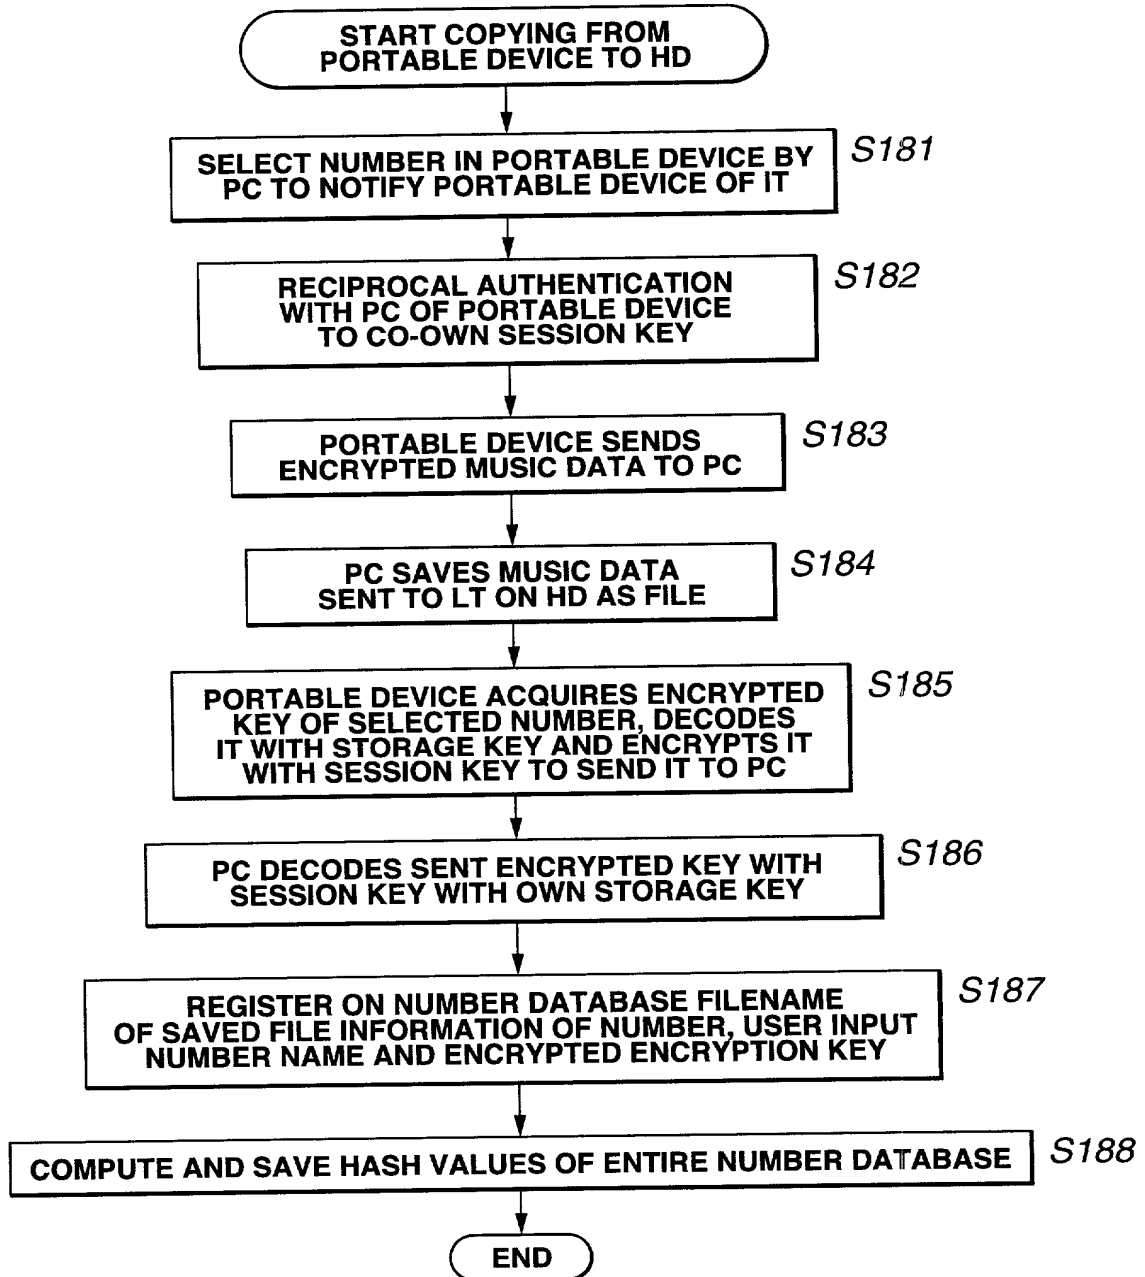 START COPYING FROM
PORTABLE DEVICE TO HD
SELECT NUMBER IN PORTABLE DEVICE BY
PC TO NOTIFY PORTABLE DEVICE OF IT
S181
RECIPROCAL AUTHENTICATION
WITH PC OF PORTABLE DEVICE
TO CO-OWN SESSION KEY
S182
PORTABLE DEVICE SENDS
ENCRYPTED MUSIC DATA TO PC
S183
PC SAVES MUSIC DATA
SENT TO LT ON HD AS FILE
S184
PORTABLE DEVICE ACQUIRES ENCRYPTED
KEY OF SELECTED NUMBER, DECODES
IT WITH STORAGE KEY AND ENCRYPTS IT
WITH SESSION KEY TO SEND IT TO PC
S185
PC DECODES SENT ENCRYPTED KEY WITH
SESSION KEY WITH OWN STORAGE KEY
S186
REGISTER ON NUMBER DATABASE FILENAME
OF SAVED FILE INFORMATION OF NUMBER, USER INPUT
NUMBER NAME AND ENCRYPTED ENCRYPTION KEY
S187
COMPUTE AND SAVE HASH VALUES OF ENTIRE NUMBER DATABASE
S188
END